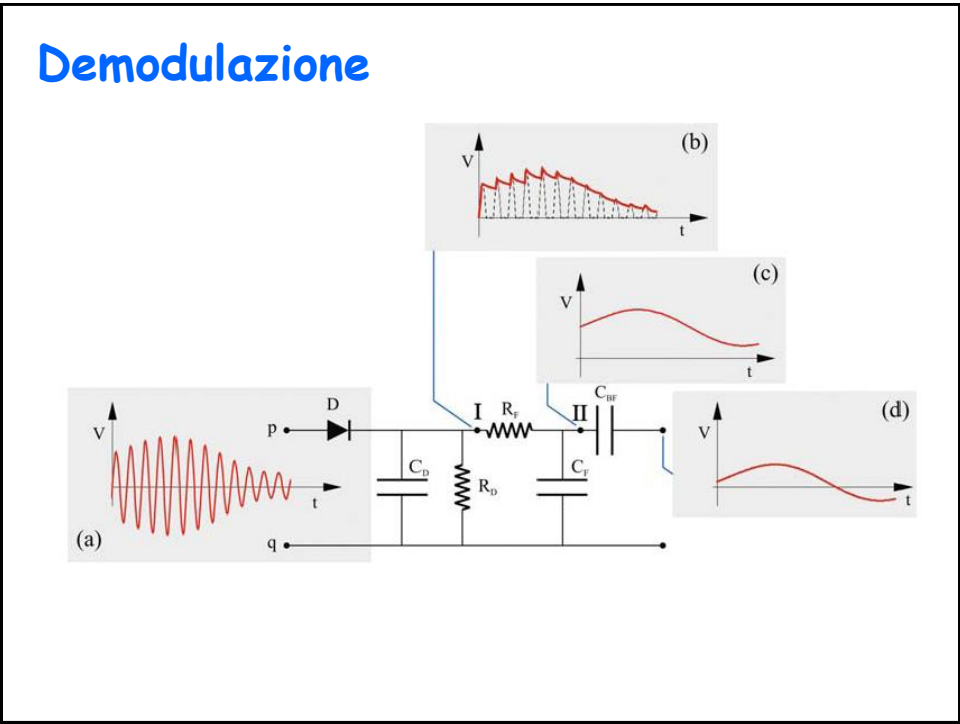 Demodulazione
(b)
V
t
(c)
V
t
(a)
V
t
(d)
V
t
p
D
I
R_F
II
C_BF
C_D
R_D
C_F
q